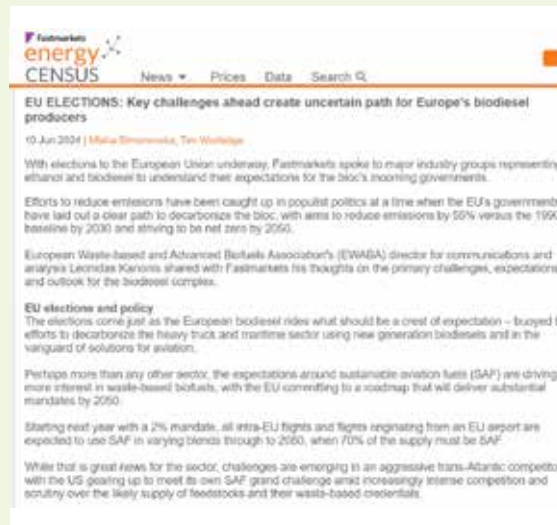 Fastmarkets
energy
CENSUS
News Prices Data Search
EU ELECTIONS: Key challenges ahead create uncertain path for Europe's biodiesel
producers
10 Jun 2024 |
With elections to the European Union underway, Fastmarkets spoke to major industry groups representing
ethanol and biodiesel to understand their expectations for the bloc's incoming governments.
Efforts to reduce emissions have been caught up in populist politics at a time when the EU's governments
have laid out a clear path to decarbonize the bloc, with aims to reduce emissions by 55% versus the 1990
baseline by 2030 and striving to be net zero by 2050.
European Waste-based and Advanced Biofuels Association's (EWABA) director for communications and
analysis Leonidas Kanonis shared with Fastmarkets his thoughts on the primary challenges, expectations
and outlook for the biodiesel complex.
EU elections and policy
The elections come just as the European biodiesel rides what should be a crest of expectation – buoyed
efforts to decarbonize the heavy truck and maritime sector using new generation biodiesels and in the
vanguard of solutions for aviation.
Perhaps more than any other sector, the expectations around sustainable aviation fuels (SAF) are driving
more interest in waste-based biofuels, with the EU committing to a roadmap that will deliver substantial
mandates by 2050.
Starting next year with a 2% mandate, all intra-EU flights and flights originating from an EU airport are
expected to use SAF in varying blends through to 2050, when 70% of the supply must be SAF
While that is great news for the sector, challenges are emerging in an aggressive trans-Atlantic
with the US gearing up to meet its own SAF grand challenge amid increasingly intense competition and
scrutiny over the likely supply of feedstocks and their waste-based credentials.